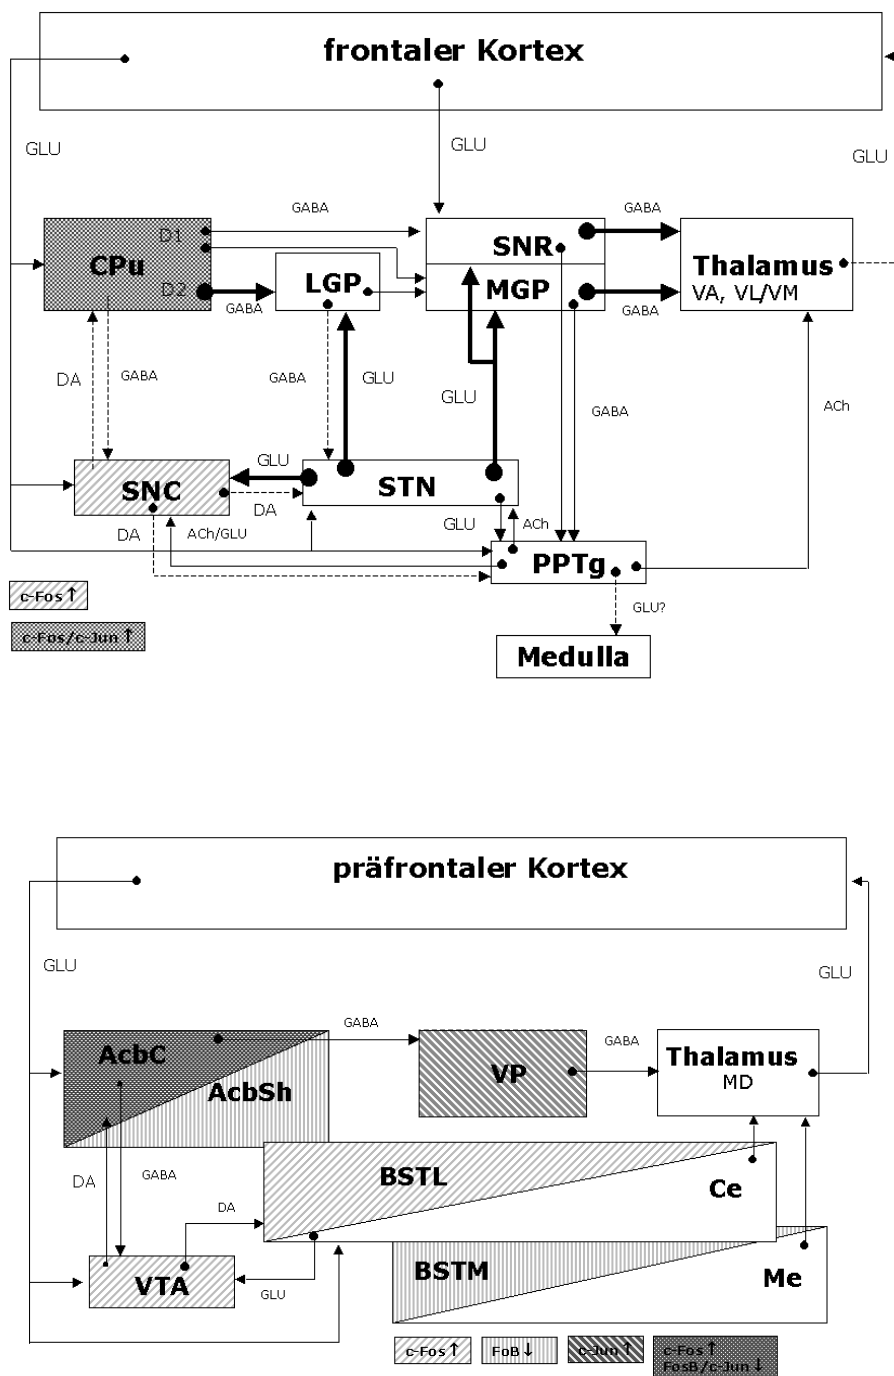 frontaler Kortex
GLU
GLU
GLU
GABA
GABA
D1
CPu
D2
GABA
LGP
SNR
MGP
GABA
Thalamus
VA, VL/VM
DA
GABA
GABA
GLU
GLU
GABA
ACh
GLU
SNC
STN
DA
DA
ACh/GLU
GLU
ACh
PPTg
c-Fos↑
GLU?
c-Fos/c-Jun↑
Medulla
präfrontaler Kortex
GLU
GLU
GABA
GABA
AcbC
AcbSh
VP
Thalamus
MD
DA
GABA
BSTL
Ce
DA
VTA
GLU
BSTM
Me
c-Fos↑
FoB↓
c-Jun↑
c-Fos↑
FosB/c-Jun↓